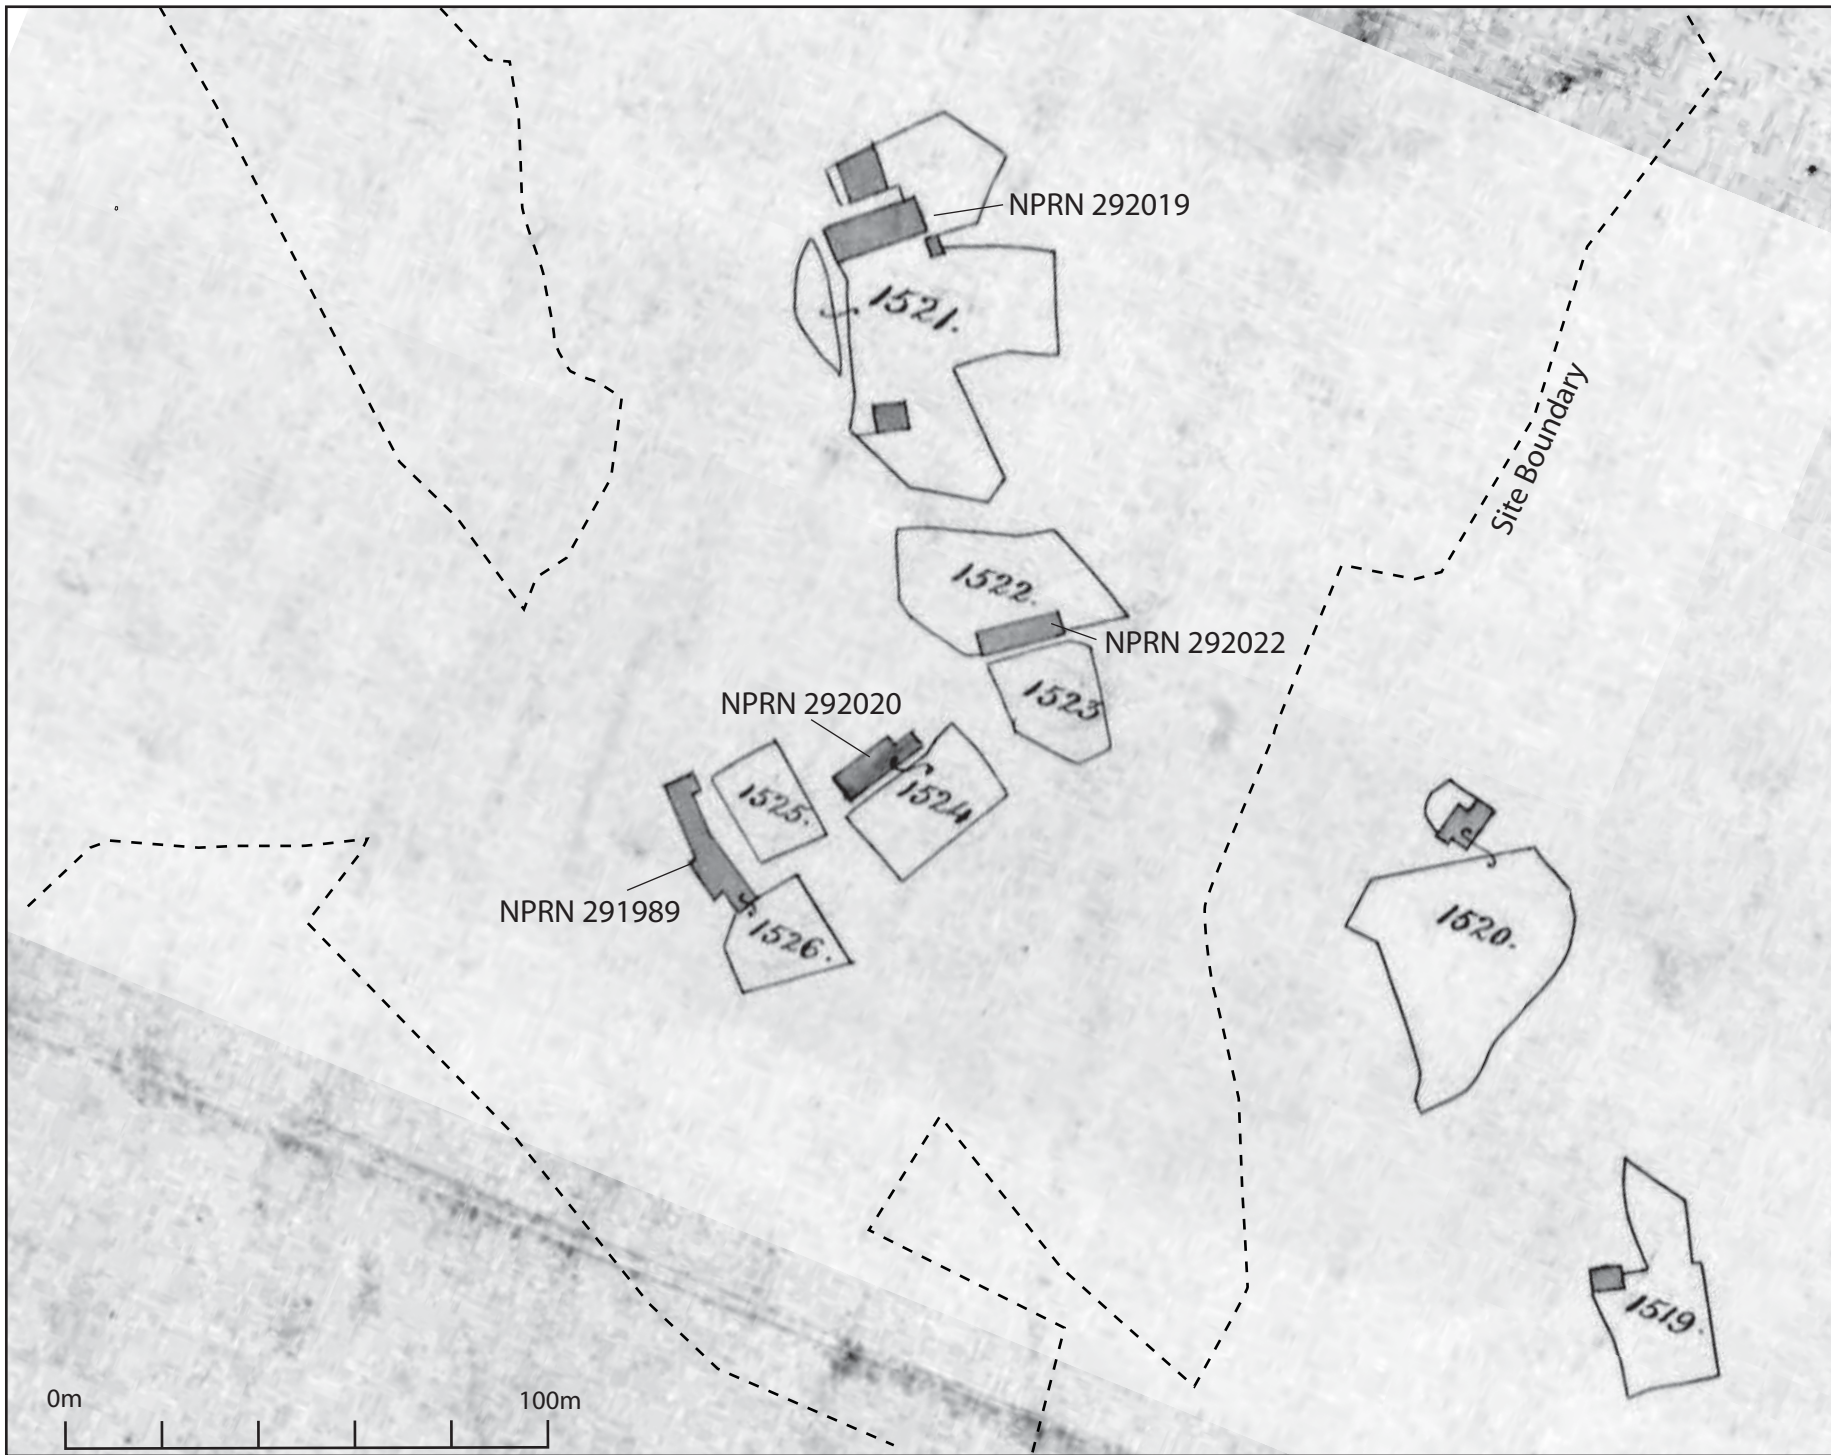 NPRN 292019
1521.
Site Boundary
1522.
NPRN 292022
1523
NPRN 292020
1524
1525.
NPRN 291989
1526.
1520.
1519.
0m 100m